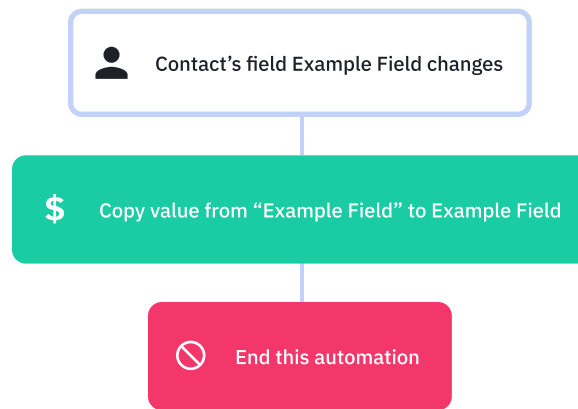 Contact’s field Example Field changes
$ Copy value from “Example Field” to Example Field
End this automation